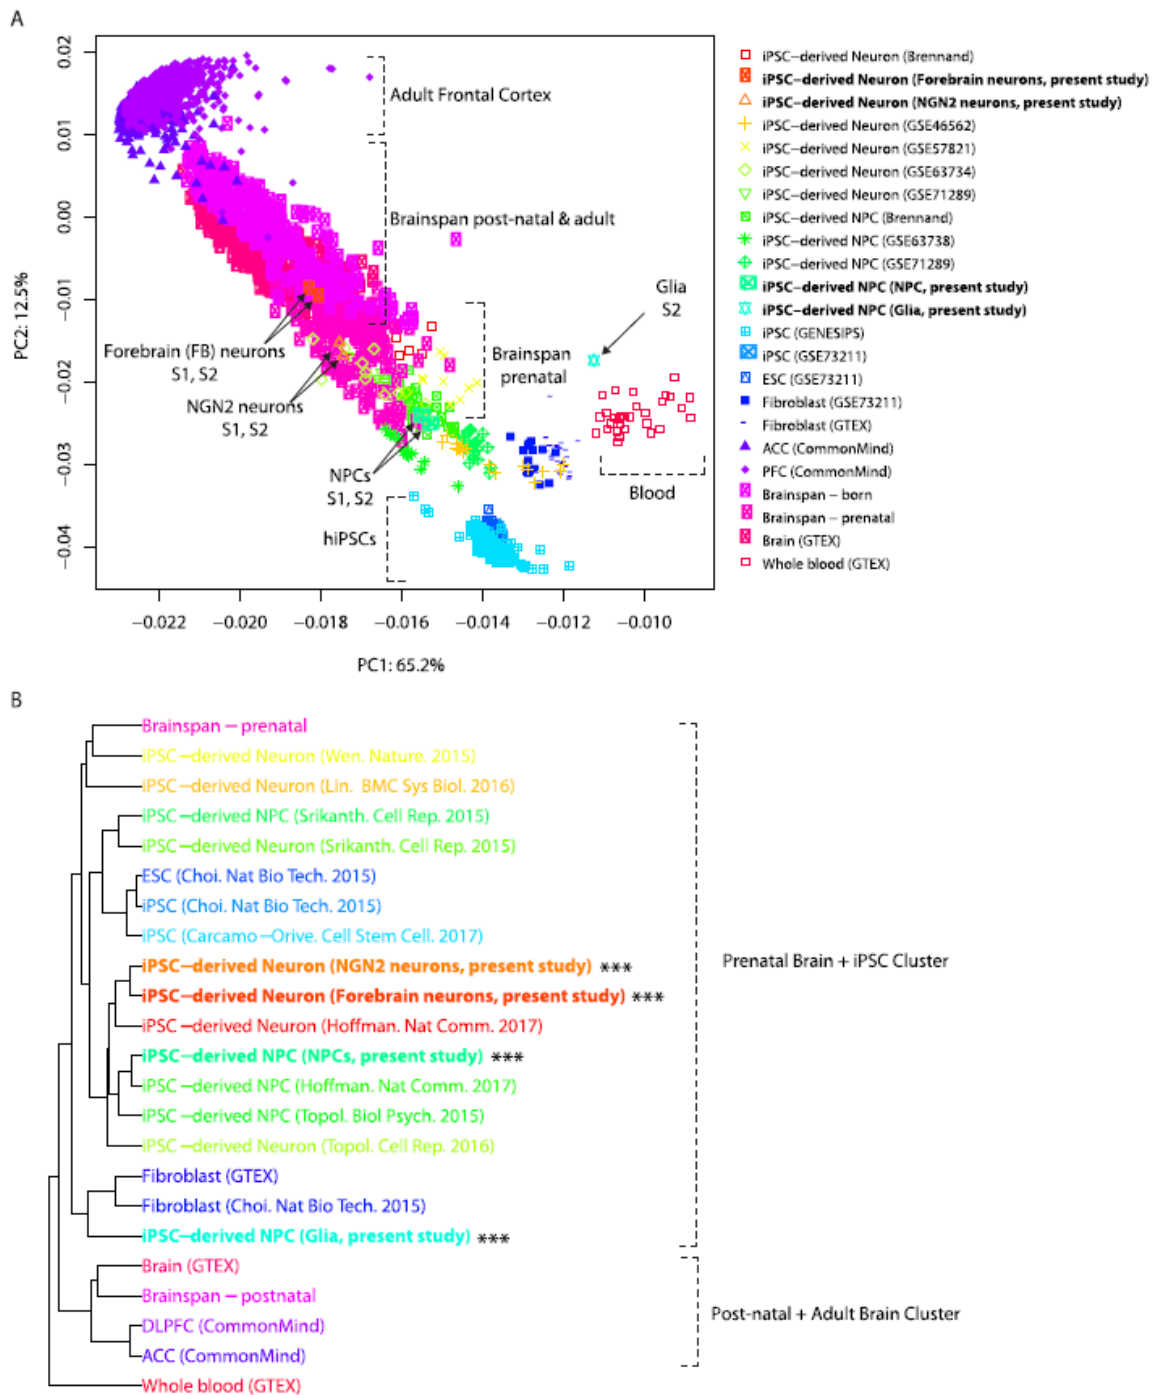 A
0.02
0.01
0.00
−0.01
−0.02
−0.03
−0.04
PC2: 12.5%
Adult Frontal Cortex
Brainspan post-natal & adult
Glia
S2
Forebrain (FB) neurons
S1, S2
Brainspan
prenatal
NGN2 neurons
S1, S2
NPCs
S1, S2
Blood
hiPSCs
−0.022 −0.020 −0.018 −0.016 −0.014 −0.012 −0.010
PC1: 65.2%
iPSC−derived Neuron (Brennand)
iPSC−derived Neuron (Forebrain neurons, present study)
iPSC−derived Neuron (NGN2 neurons, present study)
iPSC−derived Neuron (GSE46562)
iPSC−derived Neuron (GSE57821)
iPSC−derived Neuron (GSE63734)
iPSC−derived Neuron (GSE71289)
iPSC−derived NPC (Brennand)
iPSC−derived NPC (GSE63738)
iPSC−derived NPC (GSE71289)
iPSC−derived NPC (NPC, present study)
iPSC−derived NPC (Glia, present study)
iPSC (GENESIPS)
iPSC (GSE73211)
ESC (GSE73211)
Fibroblast (GSE73211)
Fibroblast (GTEX)
ACC (CommonMind)
PFC (CommonMind)
Brainspan − born
Brainspan − prenatal
Brain (GTEX)
Whole blood (GTEX)
B
Brainspan − prenatal
iPSC−derived Neuron (Wen. Nature. 2015)
iPSC−derived Neuron (Lin. BMC Sys Biol. 2016)
iPSC−derived NPC (Srikanth. Cell Rep. 2015)
iPSC−derived Neuron (Srikanth. Cell Rep. 2015)
ESC (Choi. Nat Bio Tech. 2015)
iPSC (Choi. Nat Bio Tech. 2015)
iPSC (Carcamo−Orive. Cell Stem Cell. 2017)
iPSC−derived Neuron (NGN2 neurons, present study) ***
iPSC−derived Neuron (Forebrain neurons, present study) ***
iPSC−derived Neuron (Hoffman. Nat Comm. 2017)
iPSC−derived NPC (NPCs, present study) ***
iPSC−derived NPC (Hoffman. Nat Comm. 2017)
iPSC−derived NPC (Topol. Biol Psych. 2015)
iPSC−derived Neuron (Topol. Cell Rep. 2016)
Fibroblast (GTEX)
Fibroblast (Choi. Nat Bio Tech. 2015)
iPSC−derived NPC (Glia, present study) ***
Brain (GTEX)
Brainspan − postnatal
DLPFC (CommonMind)
ACC (CommonMind)
Whole blood (GTEX)
Prenatal Brain + iPSC Cluster
Post-natal + Adult Brain Cluster